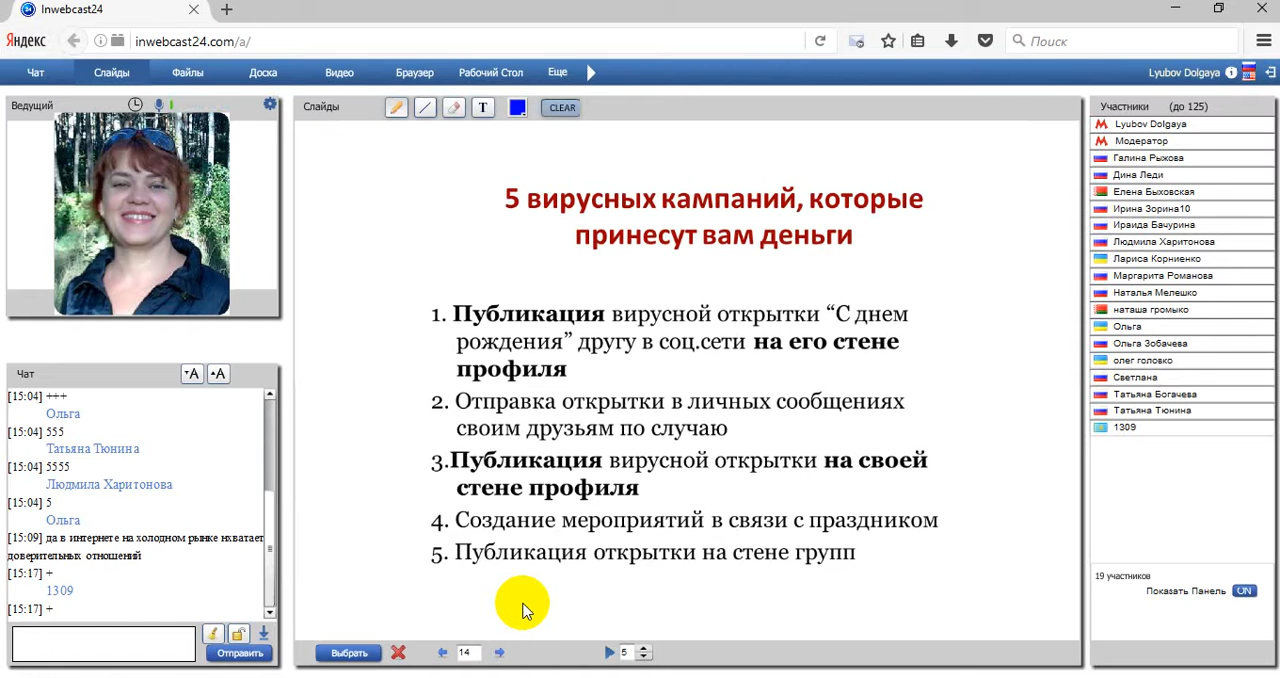 Inwebcast24
Яндекс
inwebcast24.com/a/
Поиск
Чат
Слайды
Файлы
Доска
Видео
Браузер
Рабочий Стол
Еще
Lyubov Dolgaya
Ведущий
Слайды
T
CLEAR
Участники (до 125)
Lyubov Dolgaya
Модератор
Галина Рыжова
Дина Леди
Елена Быховская
Ирина Зорина10
Ираида Бачурина
Людмила Харитонова
Лариса Корниенко
Маргарита Романова
Наталья Мелешко
наташа громыко
Ольга
Ольга Зобачева
олег головко
Светлана
Татьяна Богачева
Татьяна Тюнина
1309
19 участников
Показать Панель ON
5 вирусных кампаний, которые
принесут вам деньги
1. Публикация вирусной открытки “С днем
рождения” другу в соц.сети на его стене
профиля
2. Отправка открытки в личных сообщениях
своим друзьям по случаю
3.Публикация вирусной открытки на своей
стене профиля
4. Создание мероприятий в связи с праздником
5. Публикация открытки на стене групп
Чат
A
A
[15:04] +++
Ольга
[15:04] 555
Татьяна Тюнина
[15:04] 5555
Людмила Харитонова
[15:04] 5
Ольга
[15:09] да в интернете на холодном рынке нхватает
доверительных отношений
[15:17] +
1309
[15:17] +
Отправить
Выбрать
14
5